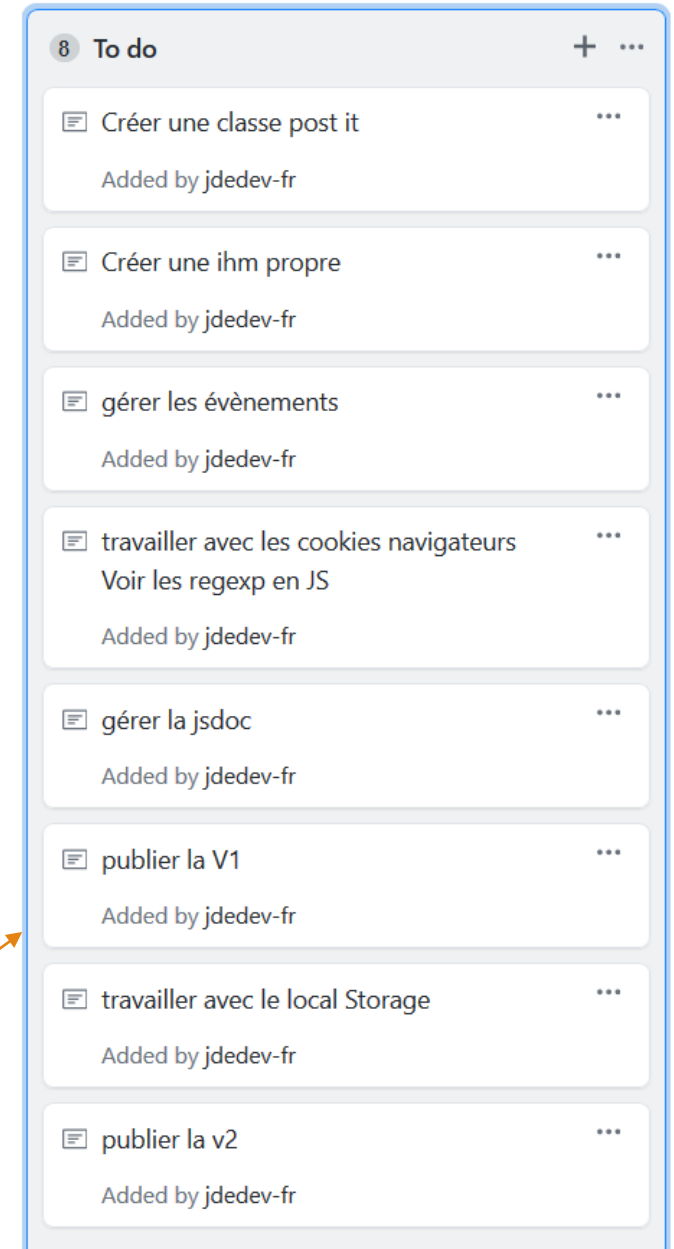 8 To do
Créer une classe post it
Added by jdedev-fr
Créer une ihm propre
Added by jdedev-fr
gérer les évènements
Added by jdedev-fr
travailler avec les cookies navigateurs
Voir les regexp en JS
Added by jdedev-fr
gérer la jsdoc
Added by jdedev-fr
publier la V1
Added by jdedev-fr
travailler avec le local Storage
Added by jdedev-fr
publier la v2
Added by jdedev-fr